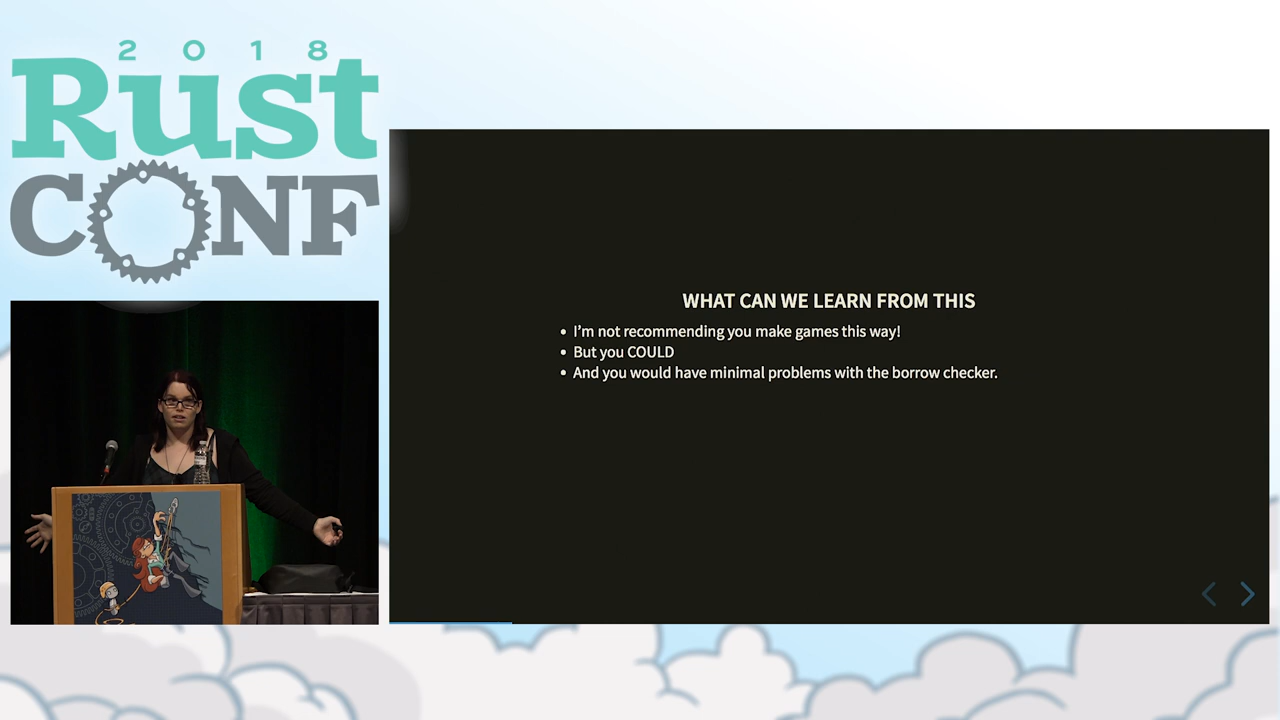 2018
Rust
CONF
WHAT CAN WE LEARN FROM THIS
• I'm not recommending you make games this way!
• But you COULD
• And you would have minimal problems with the borrow checker.